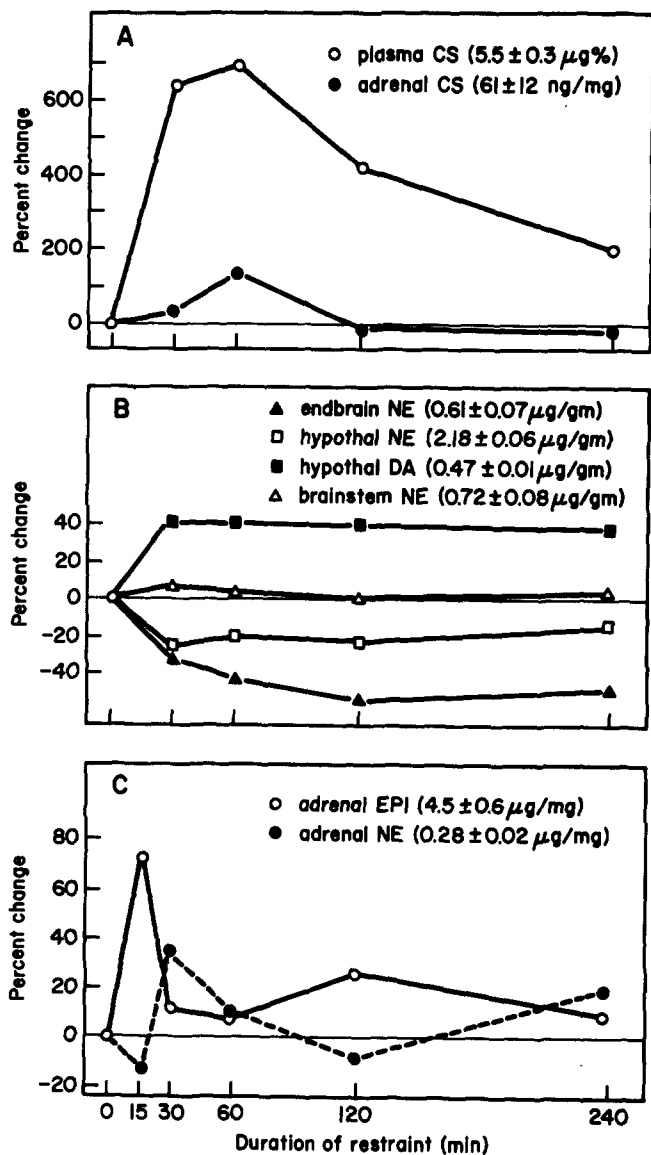 A
plasma CS (5.5 ± 0.3 µg%)
adrenal CS (61 ± 12 ng/mg)
Percent change
600
400
200
0
B
endbrain NE (0.61 ± 0.07 µg/gm)
hypothal NE (2.18 ± 0.06 µg/gm)
hypothal DA (0.47 ± 0.01 µg/gm)
brainstem NE (0.72 ± 0.08 µg/gm)
Percent change
40
20
0
-20
-40
C
adrenal EPI (4.5 ± 0.6 µg/mg)
adrenal NE (0.28 ± 0.02 µg/mg)
Percent change
80
60
40
20
0
-20
0 15 30 60 120 240
Duration of restraint (min)